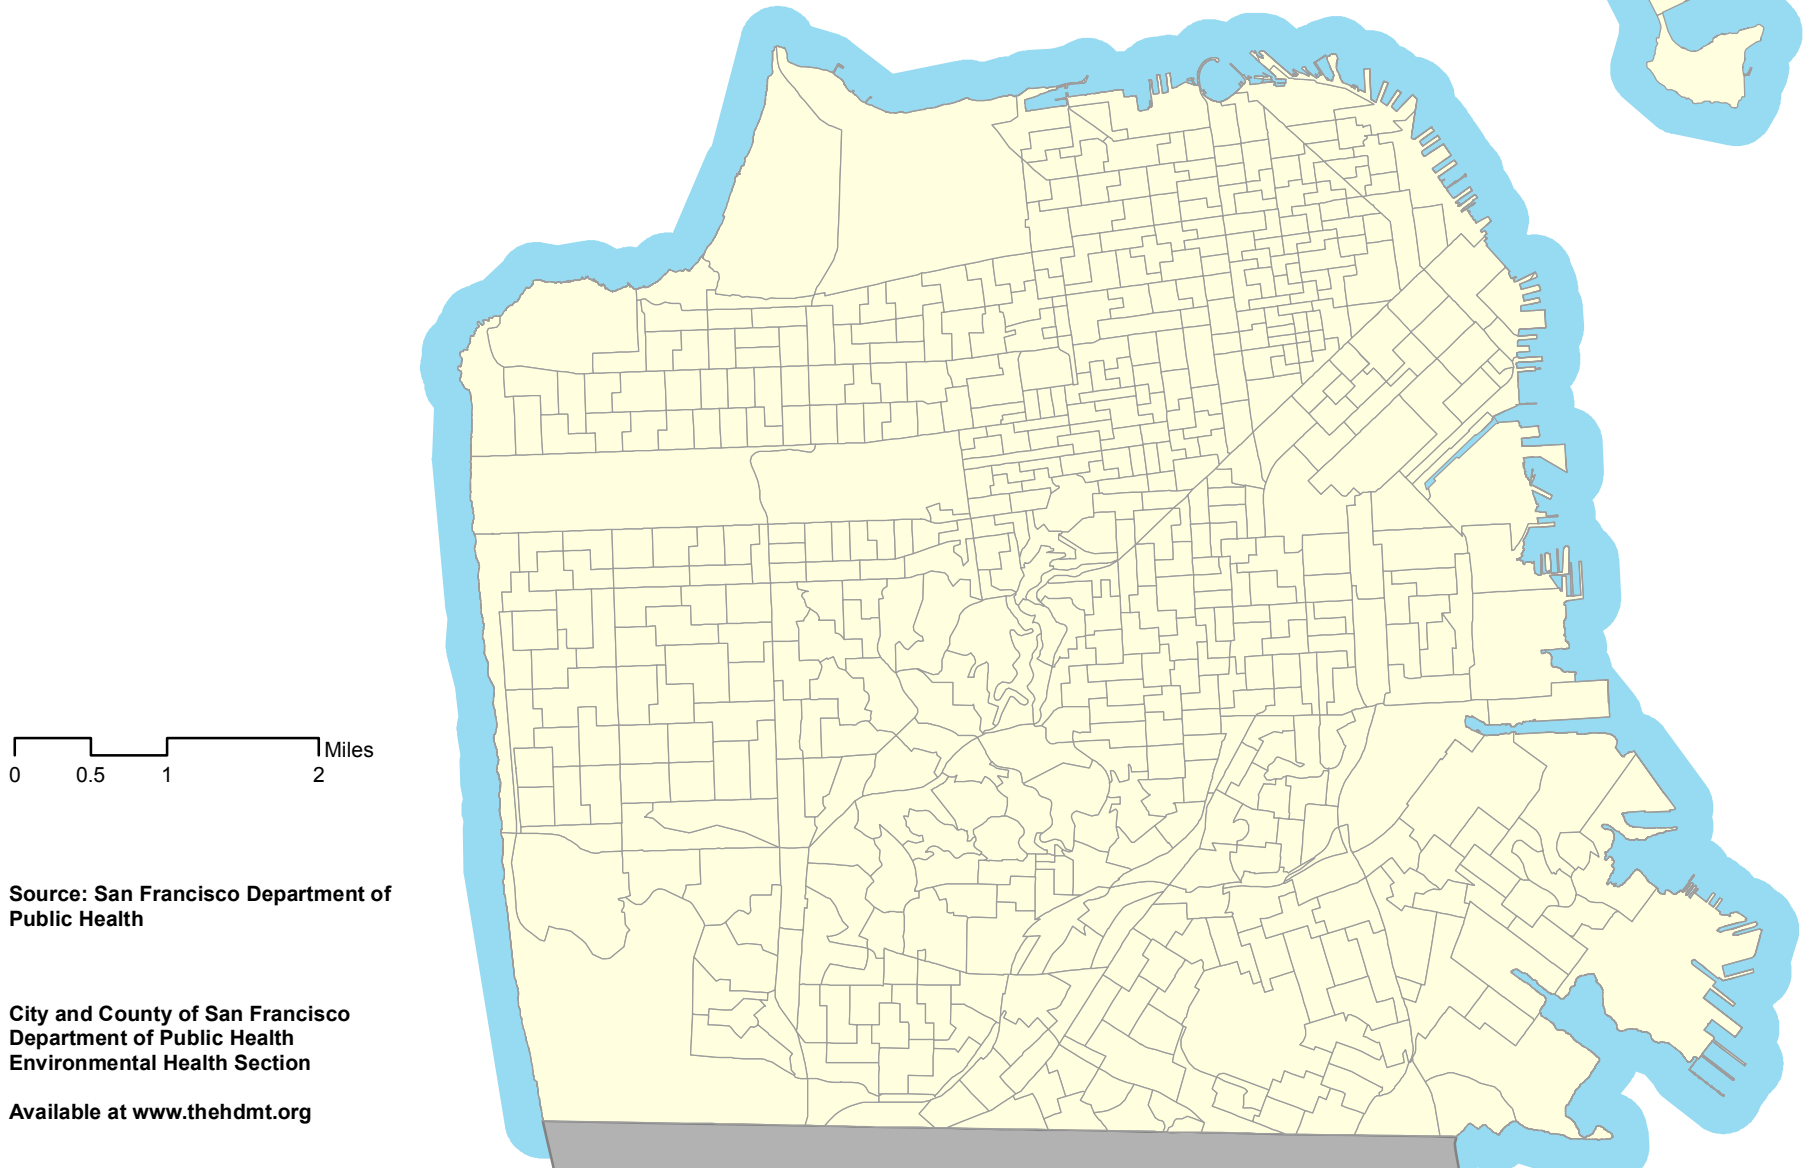 Miles
0 0.5 1 2
Source: San Francisco Department of
Public Health
City and County of San Francisco
Department of Public Health
Environmental Health Section
Available at www.thehdmt.org